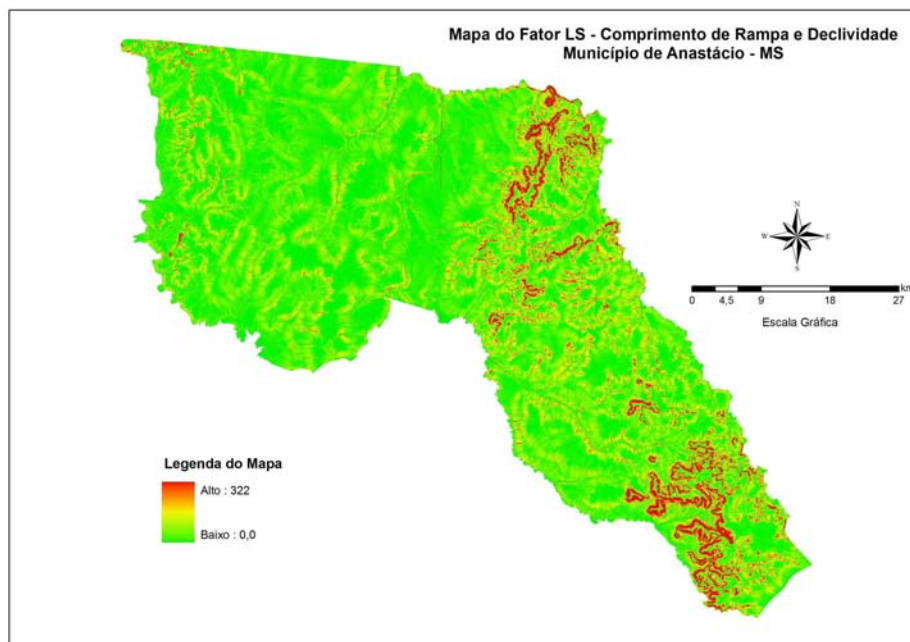 Mapa do Fator LS - Comprimento de Rampa e Declividade
Município de Anastácio - MS
N
W E
S
km
0 4,5 9 18 27
Escala Gráfica
Legenda do Mapa
Alto : 322
Baixo : 0,0